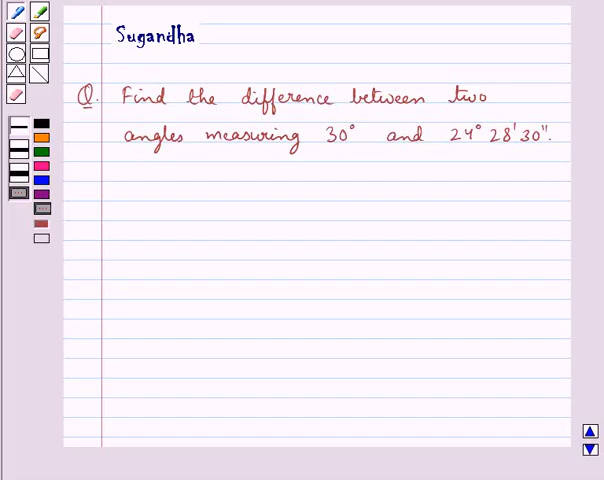 Sugandha
Q. Find the difference between two
angles measuring 30° and 24° 28' 30".